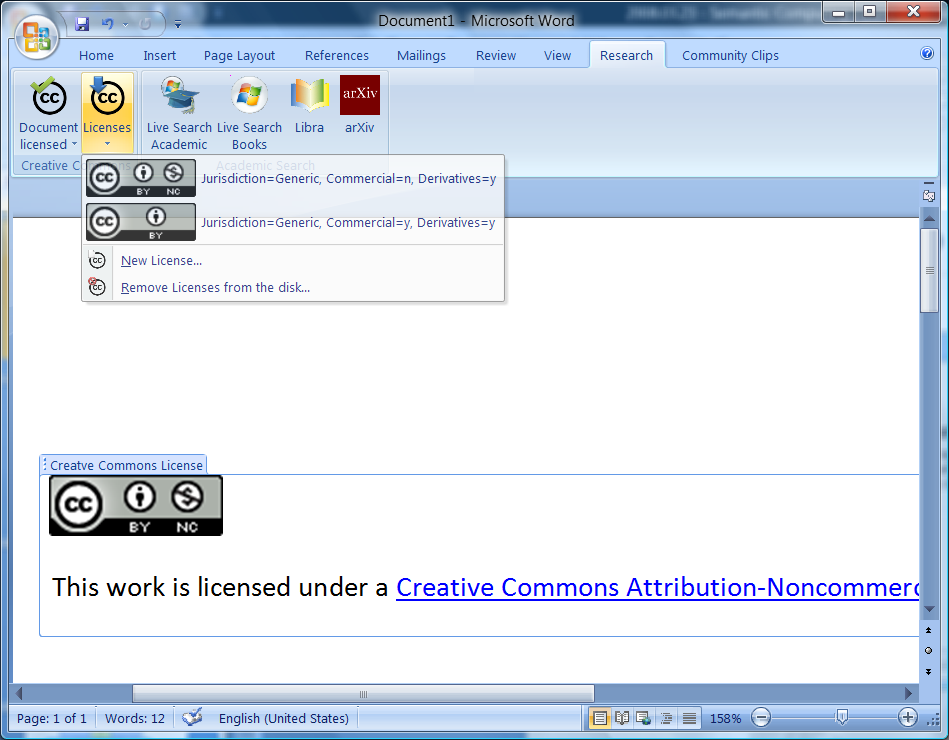 Document1 - Microsoft Word
Home Insert Page Layout References Mailings Review View Research Community Clips
Document licensed
Licenses
Live Search Academic
Live Search Books
Libra
arXiv
arXiv
Creative C
Academic Search
cc BY NC Jurisdiction=Generic, Commercial=n, Derivatives=y
cc BY Jurisdiction=Generic, Commercial=y, Derivatives=y
New License...
Remove Licenses from the disk...
Creatve Commons License
cc BY NC
This work is licensed under a Creative Commons Attribution-Noncommerc
Page: 1 of 1 Words: 12 English (United States) 158%